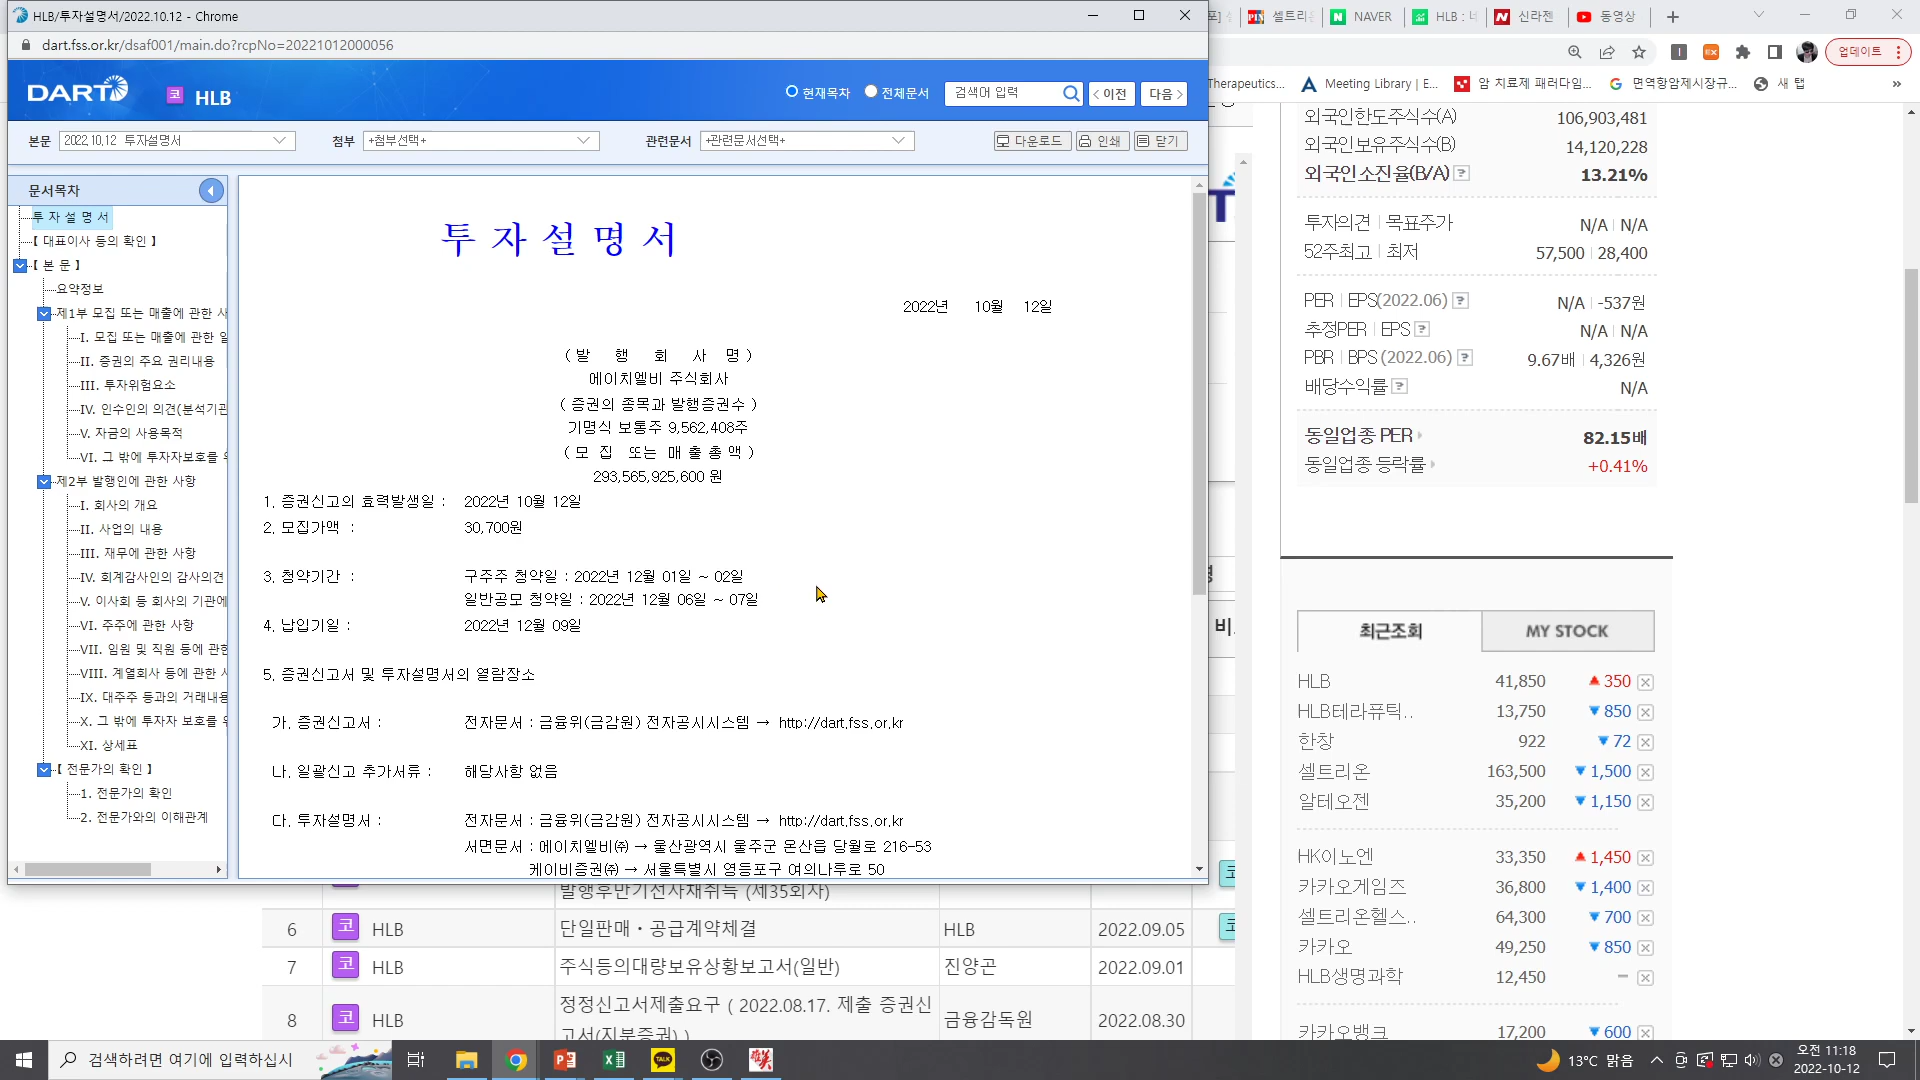 HLB/투자설명서/2022.10.12 - Chrome
dart.fss.or.kr/dsaf001/main.do?rcpNo=20221012000056
DART
코 HLB
현재목차 전체문서 검색어 입력 이전 다음
본문 2022.10.12 투자설명서 첨부 +첨부선택+ 관련문서 +관련문서선택+ 다운로드 인쇄 닫기
문서목차
투 자 설 명 서
【 대표이사 등의 확인 】
【 본 문 】
요약정보
제1부 모집 또는 매출에 관한 사
I. 모집 또는 매출에 관한 일
II. 증권의 주요 권리내용
III. 투자위험요소
IV. 인수인의 의견(분석기관
V. 자금의 사용목적
VI. 그 밖에 투자자보호를 위
제2부 발행인에 관한 사항
I. 회사의 개요
II. 사업의 내용
III. 재무에 관한 사항
IV. 회계감사인의 감사의견
V. 이사회 등 회사의 기관에
VI. 주주에 관한 사항
VII. 임원 및 직원 등에 관한
VIII. 계열회사 등에 관한 사
IX. 대주주 등과의 거래내용
X. 그 밖에 투자자 보호를 위
XI. 상세표
【 전문가의 확인 】
1. 전문가의 확인
2. 전문가와의 이해관계
투 자 설 명 서
2022년 10월 12일
( 발 행 회 사 명 )
에이치엘비 주식회사
( 증권의 종목과 발행증권수 )
기명식 보통주 9,562,408주
( 모 집 또는 매 출 총 액 )
293,565,925,600 원
1. 증권신고의 효력발생일 : 2022년 10월 12일
2. 모집가액 : 30,700원
3. 청약기간 : 구주주 청약일 : 2022년 12월 01일 ~ 02일
일반공모 청약일 : 2022년 12월 06일 ~ 07일
4. 납입기일 : 2022년 12월 09일
5. 증권신고서 및 투자설명서의 열람장소
가. 증권신고서 : 전자문서 : 금융위(금감원) 전자공시시스템 → http://dart.fss.or.kr
나. 일괄신고 추가서류 : 해당사항 없음
다. 투자설명서 : 전자문서 : 금융위(금감원) 전자공시시스템 → http://dart.fss.or.kr
서면문서 : 에이치엘비㈜ → 울산광역시 울주군 온산읍 당월로 216-53
케이비증권㈜ → 서울특별시 영등포구 여의나루로 50
발행후만기전사채취득 (제35회차)
6 코 HLB 단일판매・공급계약체결 HLB 2022.09.05 코
7 코 HLB 주식등의대량보유상황보고서(일반) 진양곤 2022.09.01
8 코 HLB 정정신고서제출요구 ( 2022.08.17. 제출 증권신고서(지분증권) ) 금융감독원 2022.08.30
셀트리온 NAVER HLB : 네 신라젠 동영상
업데이트
Therapeutics... Meeting Library | E... 암 치료제 패러다임... 면역항암제시장규... 새 탭 »
외국인한도주식수(A) 106,903,481
외국인보유주식수(B) 14,120,228
외국인소진율(B/A) ? 13.21%
투자의견 | 목표주가 N/A | N/A
52주최고 | 최저 57,500 | 28,400
PER | EPS(2022.06) ? N/A | -537원
추정PER | EPS ? N/A | N/A
PBR | BPS (2022.06) ? 9.67배 | 4,326원
배당수익률 ? N/A
동일업종 PER 82.15배
동일업종 등락률 +0.41%
최근조회 MY STOCK
HLB 41,850 ▲ 350
HLB테라퓨틱.. 13,750 ▼ 850
한창 922 ▼ 72
셀트리온 163,500 ▼ 1,500
알테오젠 35,200 ▼ 1,150
HK이노엔 33,350 ▲ 1,450
카카오게임즈 36,800 ▼ 1,400
셀트리온헬스.. 64,300 ▼ 700
카카오 49,250 ▼ 850
HLB생명과학 12,450 -
카카오뱅크 17,200 ▼ 600
검색하려면 여기에 입력하십시
13°C 맑음
오전 11:18
2022-10-12